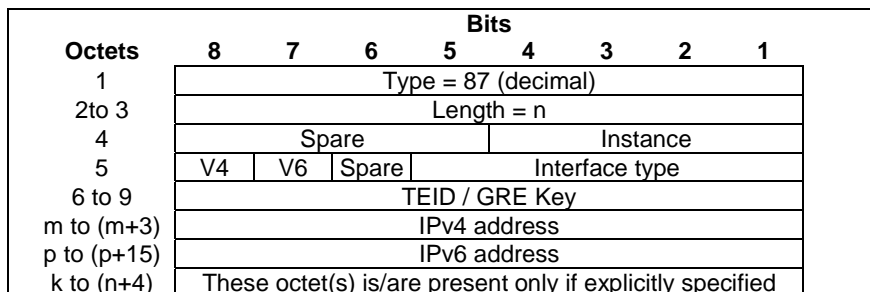 Bits
Octets 8 7 6 5 4 3 2 1
1 Type = 87 (decimal)
2to 3 Length = n
4 Spare Instance
5 V4 V6 Spare Interface type
6 to 9 TEID / GRE Key
m to (m+3) IPv4 address
p to (p+15) IPv6 address
k to (n+4) These octet(s) is/are present only if explicitly specified